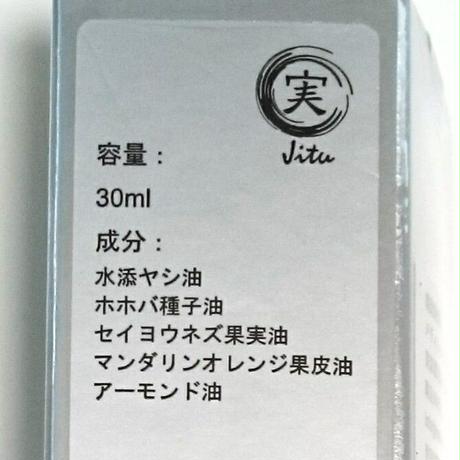 実
Jitu
容量：
30ml
成分：
水添ヤシ油
ホホバ種子油
セイヨウネズ果実油
マンダリンオレンジ果皮油
アーモンド油